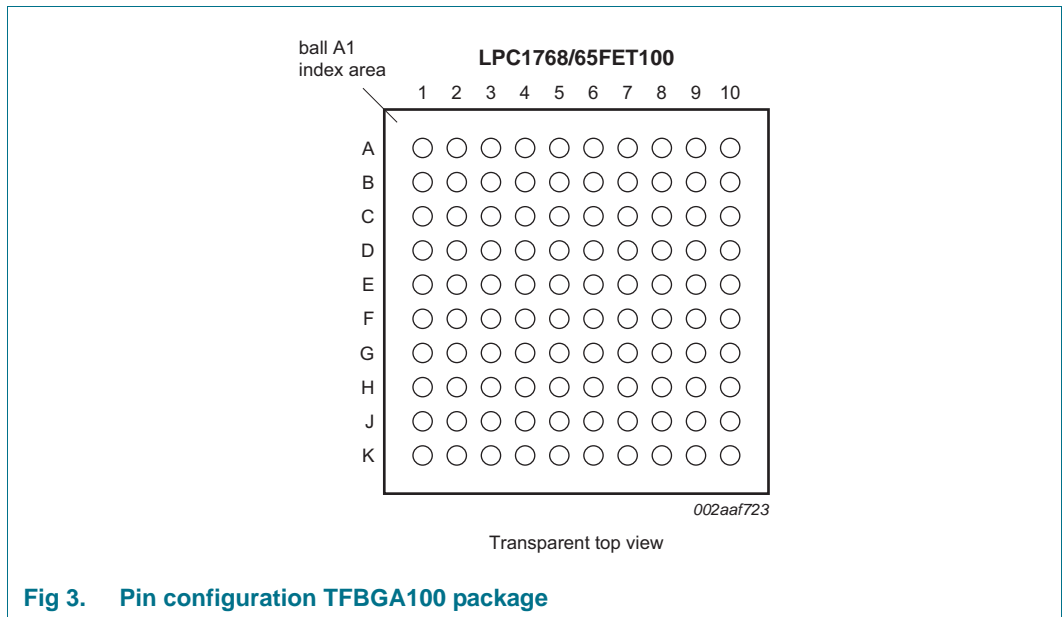 ball A1
index area
LPC1768/65FET100
1 2 3 4 5 6 7 8 9 10
A
B
C
D
E
F
G
H
J
K
002aaf723
Transparent top view
Fig 3. Pin configuration TFBGA100 package